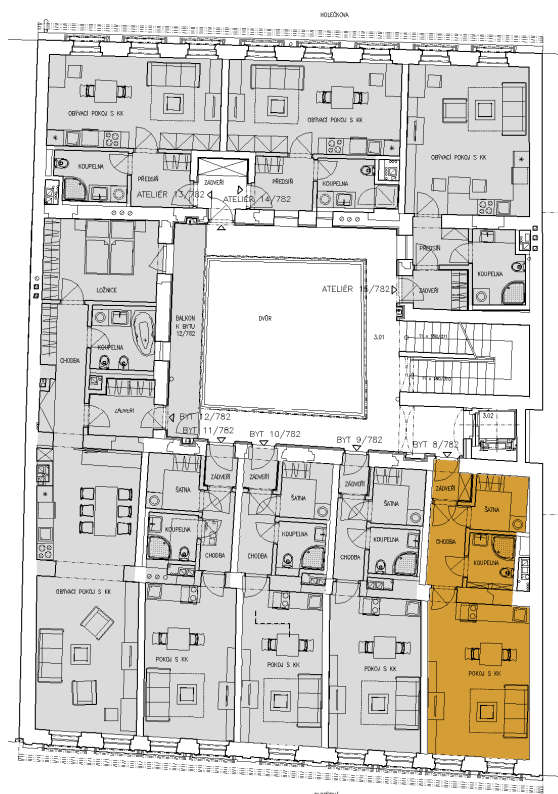 HOLEČKOVA
OBÝVACÍ POKOJ S KK
OBÝVACÍ POKOJ S KK
OBÝVACÍ POKOJ S KK
KOUPELNA
PŘEDSÍŇ
ZÁDVEŘÍ
PŘEDSÍŇ
KOUPELNA
ATELIÉR 13/782
ATELIÉR 14/782
PŘEDSÍŇ
KOUPELNA
ZÁDVEŘÍ
ATELIÉR 15/782
LOŽNICE
BALKON
K BYTU
12/782
DVŮR
3.01
CHODBA
KOUPELNA
ZÁDVEŘÍ
BYT 12/782
BYT 11/782
BYT 10/782
BYT 9/782
BYT 8/782
3.02
ZÁDVEŘÍ
ZÁDVEŘÍ
ZÁDVEŘÍ
ZÁDVEŘÍ
ŠATNA
ŠATNA
ŠATNA
ŠATNA
KOUPELNA
KOUPELNA
KOUPELNA
KOUPELNA
CHODBA
CHODBA
CHODBA
CHODBA
OBÝVACÍ POKOJ S KK
POKOJ S KK
POKOJ S KK
POKOJ S KK
POKOJ S KK